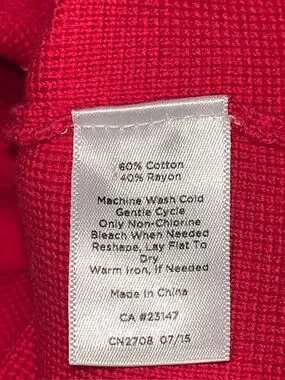 60% Cotton
40% Rayon
Machine Wash Cold
Gentle Cycle
Only Non-Chlorine
Bleach When Needed
Reshape, Lay Flat To
Dry
Warm Iron, If Needed
Made In China
CA #23147
CN2708 07/15